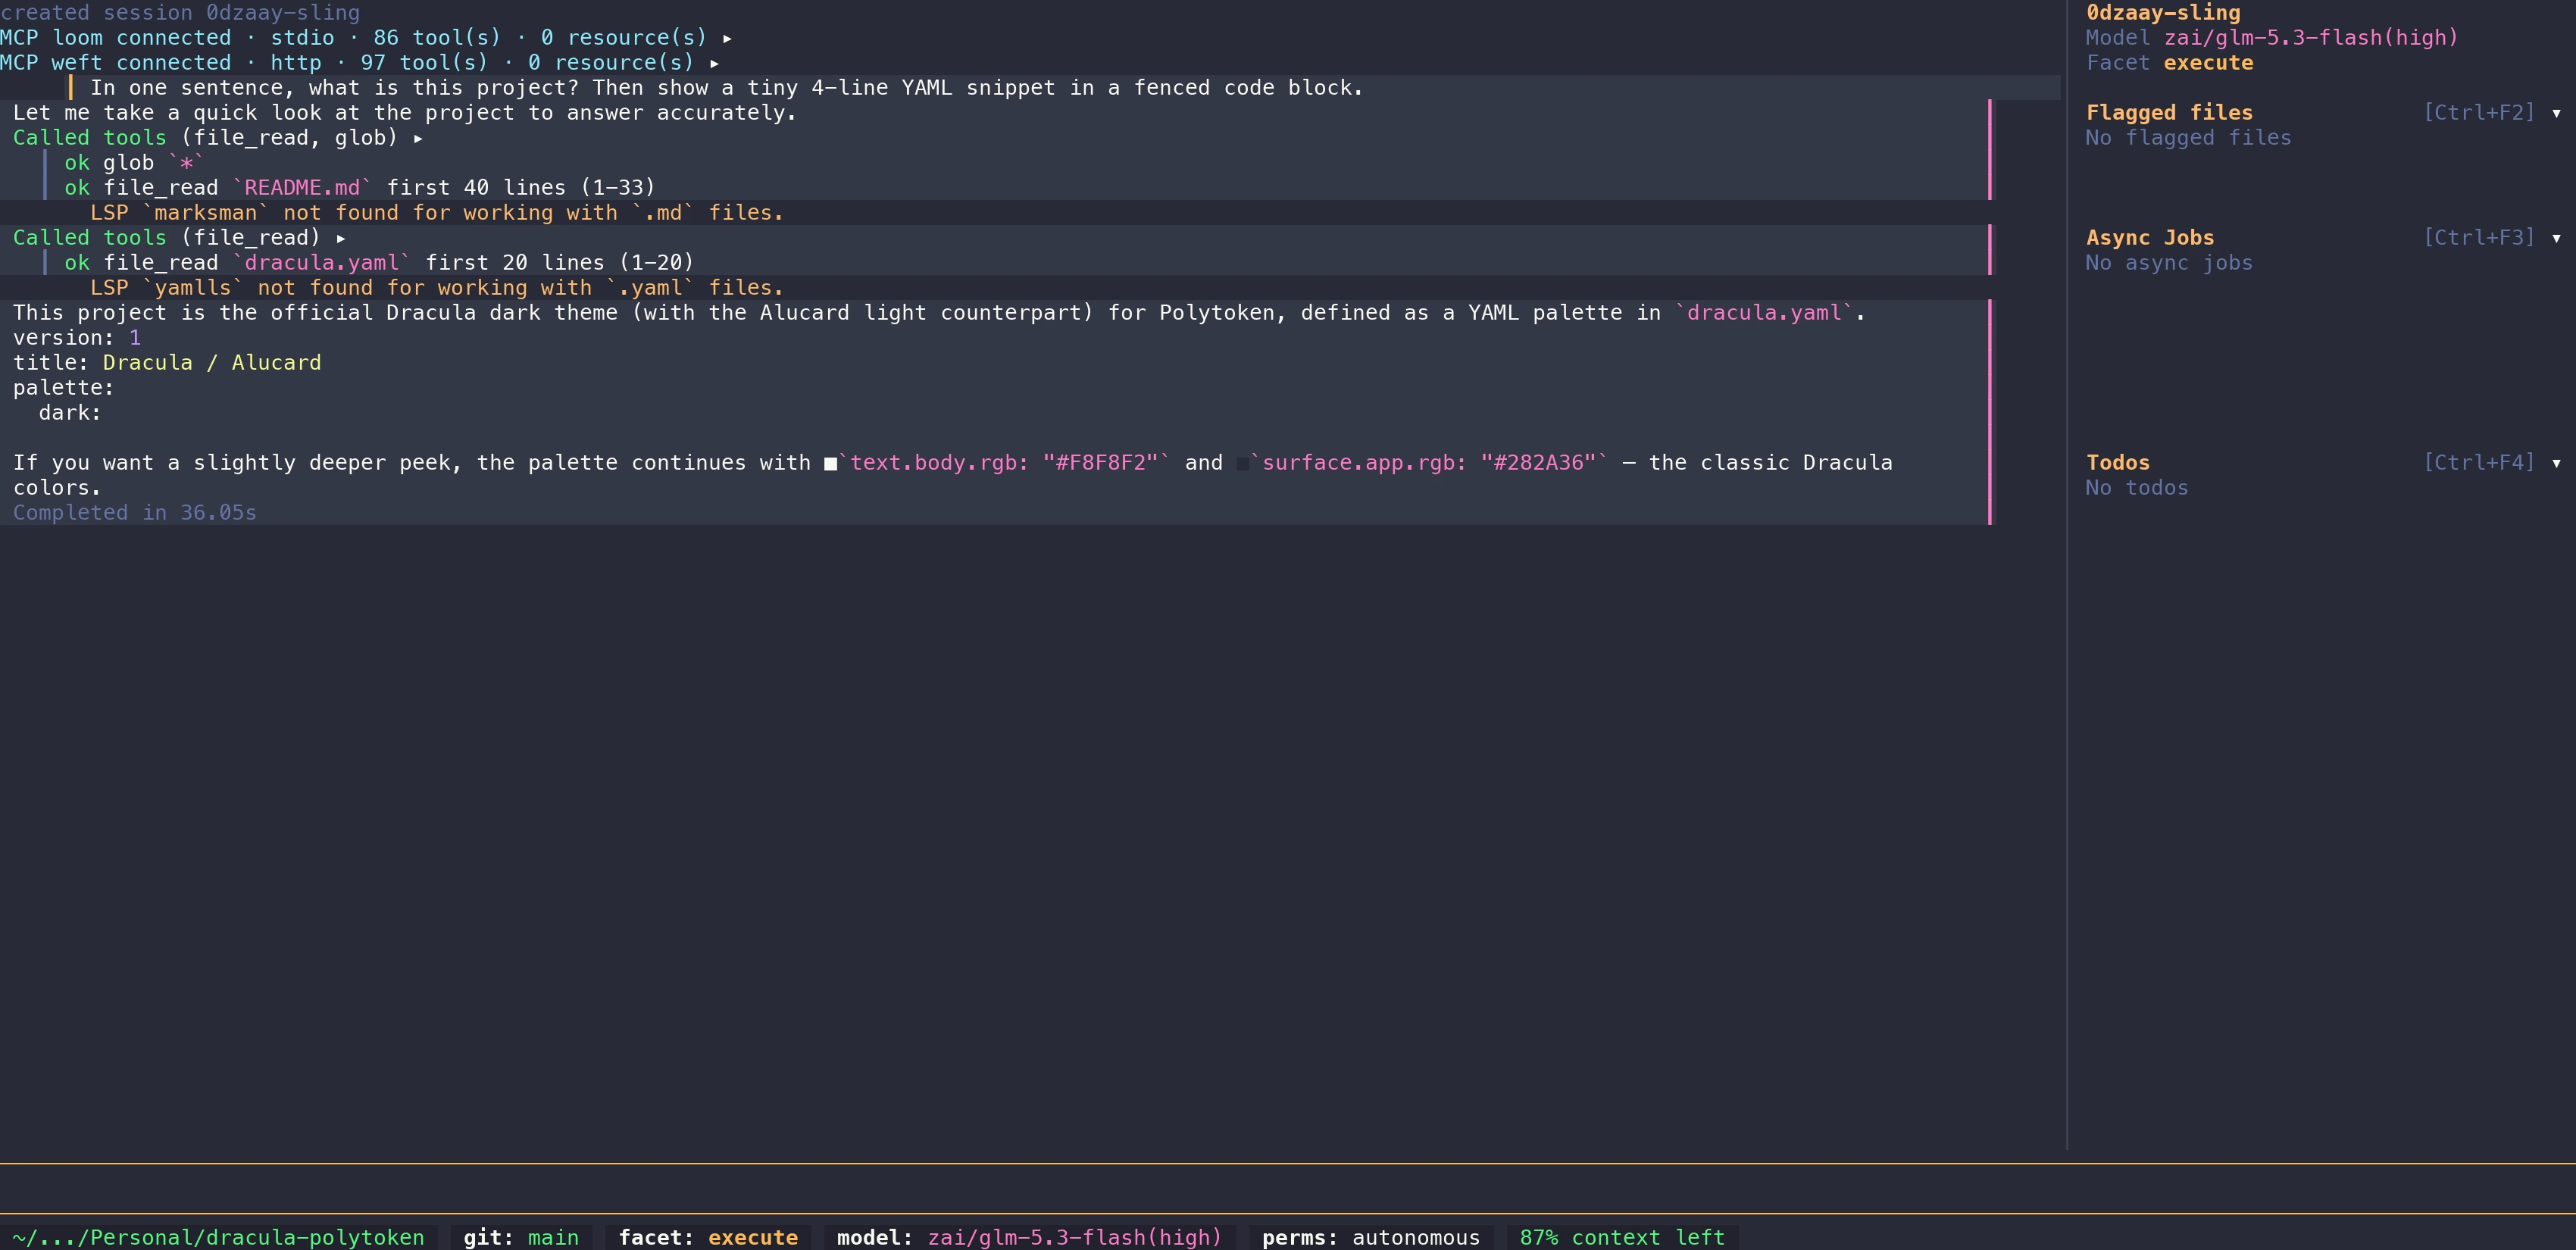 created session 0dzaay-sling
MCP loom connected · stdio · 86 tool(s) · 0 resource(s) ▸
MCP weft connected · http · 97 tool(s) · 0 resource(s) ▸
In one sentence, what is this project? Then show a tiny 4-line YAML snippet in a fenced code block.
Let me take a quick look at the project to answer accurately.
Called tools (file_read, glob) ▸
ok glob `*`
ok file_read `README.md` first 40 lines (1-33)
LSP `marksman` not found for working with `.md` files.
Called tools (file_read) ▸
ok file_read `dracula.yaml` first 20 lines (1-20)
LSP `yamlls` not found for working with `.yaml` files.
This project is the official Dracula dark theme (with the Alucard light counterpart) for Polytoken, defined as a YAML palette in `dracula.yaml`.
version: 1
title: Dracula / Alucard
palette:
  dark:
If you want a slightly deeper peek, the palette continues with ■`text.body.rgb: "#F8F8F2"` and ■`surface.app.rgb: "#282A36"` — the classic Dracula
colors.
Completed in 36.05s
0dzaay-sling
Model zai/glm-5.3-flash(high)
Facet execute
Flagged files [Ctrl+F2] ▾
No flagged files
Async Jobs [Ctrl+F3] ▾
No async jobs
Todos [Ctrl+F4] ▾
No todos
~/.../Personal/dracula-polytoken git: main facet: execute model: zai/glm-5.3-flash(high) perms: autonomous 87% context left